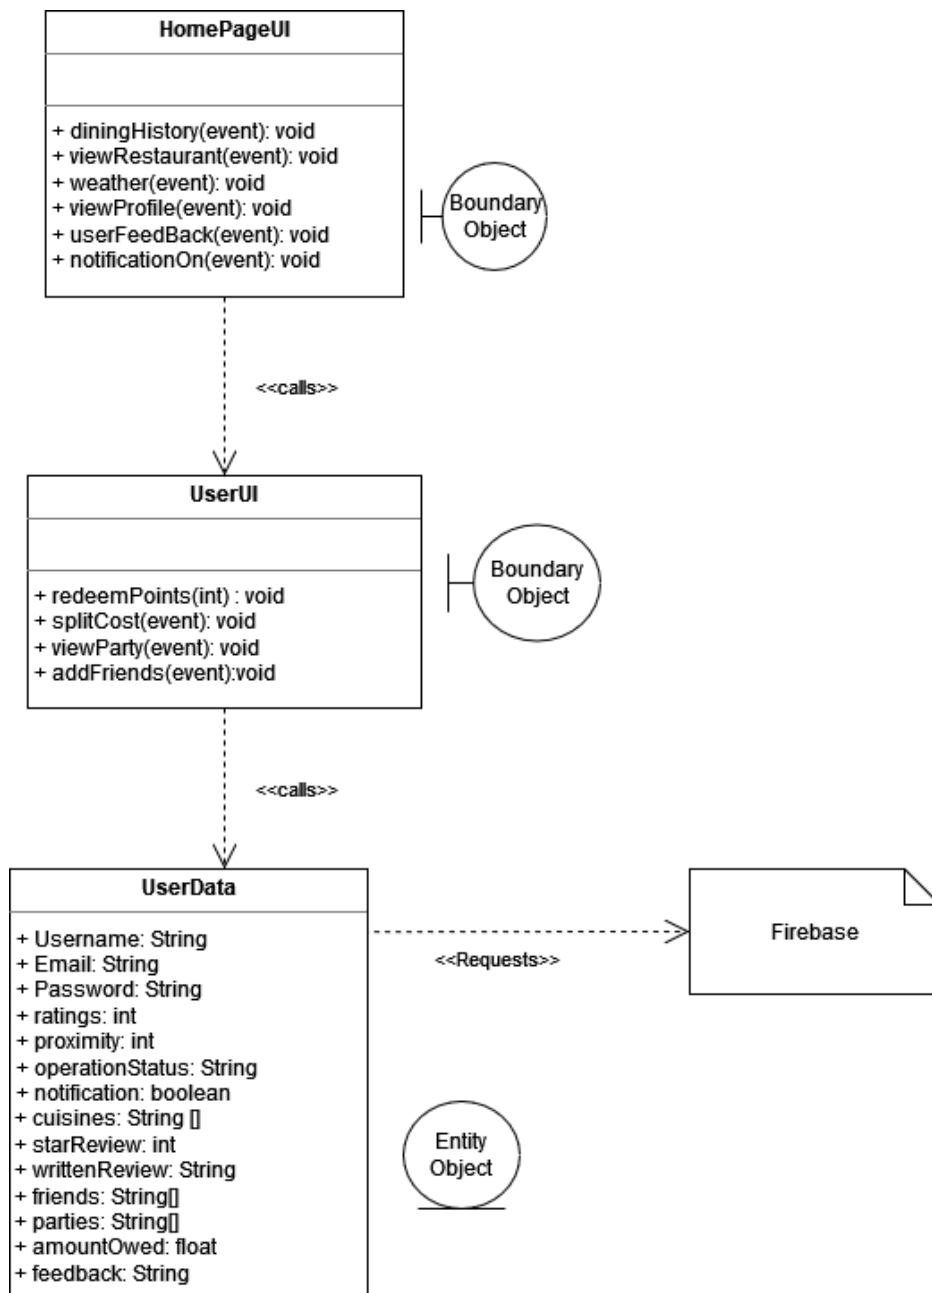 HomePageUI
+ diningHistory(event): void
+ viewRestaurant(event): void
+ weather(event): void
+ viewProfile(event): void
+ userFeedBack(event): void
+ notificationOn(event): void
Boundary
Object
<<calls>>
UserUI
+ redeemPoints(int) : void
+ splitCost(event): void
+ viewParty(event): void
+ addFriends(event):void
Boundary
Object
<<calls>>
UserData
+ Username: String
+ Email: String
+ Password: String
+ ratings: int
+ proximity: int
+ operationStatus: String
+ notification: boolean
+ cuisines: String []
+ starReview: int
+ writtenReview: String
+ friends: String[]
+ parties: String[]
+ amountOwed: float
+ feedback: String
<<Requests>>
Firebase
Entity
Object